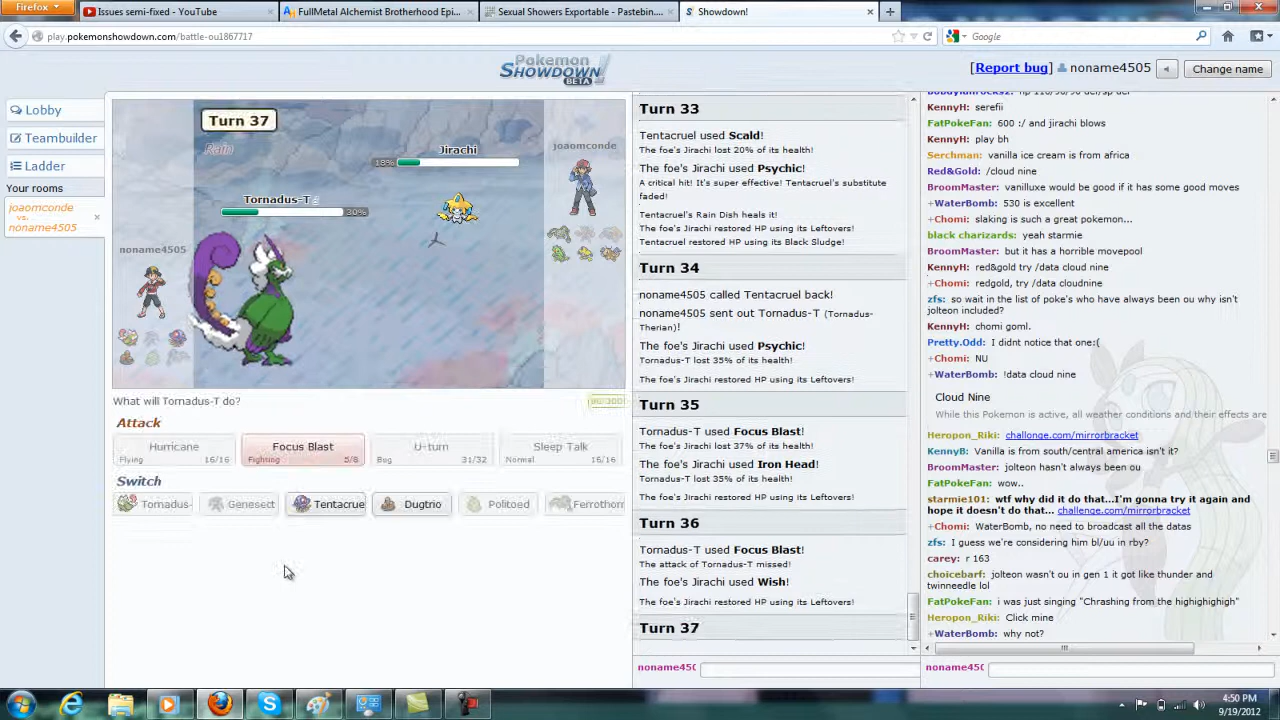 Firefox
Issues semi-fixed - YouTube
FullMetal Alchemist Brotherhood Epi...
Sexual Showers Exportable - Pastebin....
Showdown!
play.pokemonshowdown.com/battle-ou1867717
Google
Pokemon
SHOWDOWN!
BETA
[Report bug]
noname4505
Change name
Lobby
Teambuilder
Ladder
Your rooms
joaomconde
vs.
noname4505
Turn 37
Rain
Jirachi
18%
joaomconde
Tornadus-T
30%
noname4505
What will Tornadus-T do?
Attack
Hurricane
Flying 16/16
Focus Blast
Fighting 5/8
U-turn
Bug 31/32
Sleep Talk
Normal 16/16
Switch
Tornadus-
Genesect
Tentacrue
Dugtrio
Politoed
Ferrothorn
Turn 33
Tentacruel used Scald!
The foe's Jirachi lost 20% of its health!
The foe's Jirachi used Psychic!
A critical hit! It's super effective! Tentacruel's substitute
faded!
Tentacruel's Rain Dish heals it!
The foe's Jirachi restored HP using its Leftovers!
Tentacruel restored HP using its Black Sludge!
Turn 34
noname4505 called Tentacruel back!
noname4505 sent out Tornadus-T (Tornadus-
Therian)!
The foe's Jirachi used Psychic!
Tornadus-T lost 35% of its health!
The foe's Jirachi restored HP using its Leftovers!
Turn 35
Tornadus-T used Focus Blast!
The foe's Jirachi lost 37% of its health!
The foe's Jirachi used Iron Head!
Tornadus-T lost 35% of its health!
The foe's Jirachi restored HP using its Leftovers!
Turn 36
Tornadus-T used Focus Blast!
The attack of Tornadus-T missed!
The foe's Jirachi used Wish!
The foe's Jirachi restored HP using its Leftovers!
Turn 37
noname450
KennyH: serefii
FatPokeFan: 600 :/ and jirachi blows
KennyH: play bh
Serchman: vanilla ice cream is from africa
Red&Gold: /cloud nine
BroomMaster: vanilluxe would be good if it has some good moves
+WaterBomb: 530 is excellent
+Chomi: slaking is such a great pokemon...
black charizards: yeah starmie
BroomMaster: but it has a horrible movepool
KennyH: red&gold try /data cloud nine
+Chomi: redgold, try /data cloudnine
zfs: so wait in the list of poke's who have always been ou why isn't
jolteon included?
KennyH: chomi goml.
Pretty.Odd: I didnt notice that one:(
+Chomi: NU
+WaterBomb: !data cloud nine
Cloud Nine
While this Pokemon is active, all weather conditions and their effects are
Heropon_Riki: challonge.com/mirrorbracket
KennyB: Vanilla is from south/central america isn't it?
BroomMaster: jolteon hasn't always been ou
FatPokeFan: wow..
starmie101: wtf why did it do that...I'm gonna try it again and
hope it doesn't do that... challonge.com/mirrorbracket
+Chomi: WaterBomb, no need to broadcast all the datas
zfs: I guess we're considering him bl/uu in rby?
carey: r 163
choicebarf: jolteon wasn't ou in gen 1 it got like thunder and
twinneedle lol
FatPokeFan: i was just singing "Chrashing from the highighighigh"
Heropon_Riki: Click mine
+WaterBomb: why not?
noname450
4:50 PM
9/19/2012